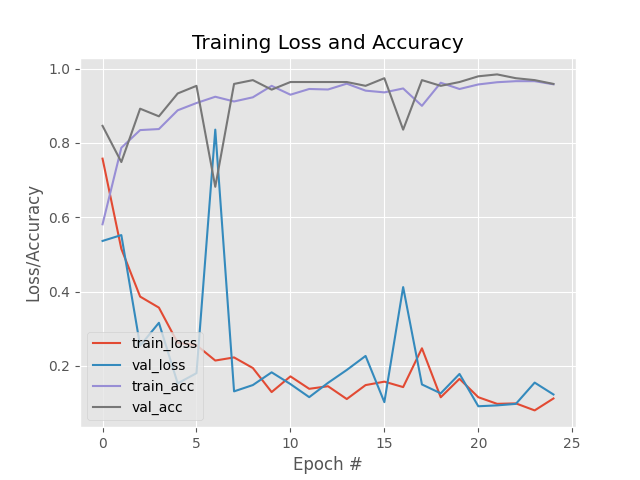 Training Loss and Accuracy
1.0
0.8
0.6
0.4
0.2
Loss/Accuracy
train_loss
val_loss
train_acc
val_acc
0
5
10
15
20
25
Epoch #